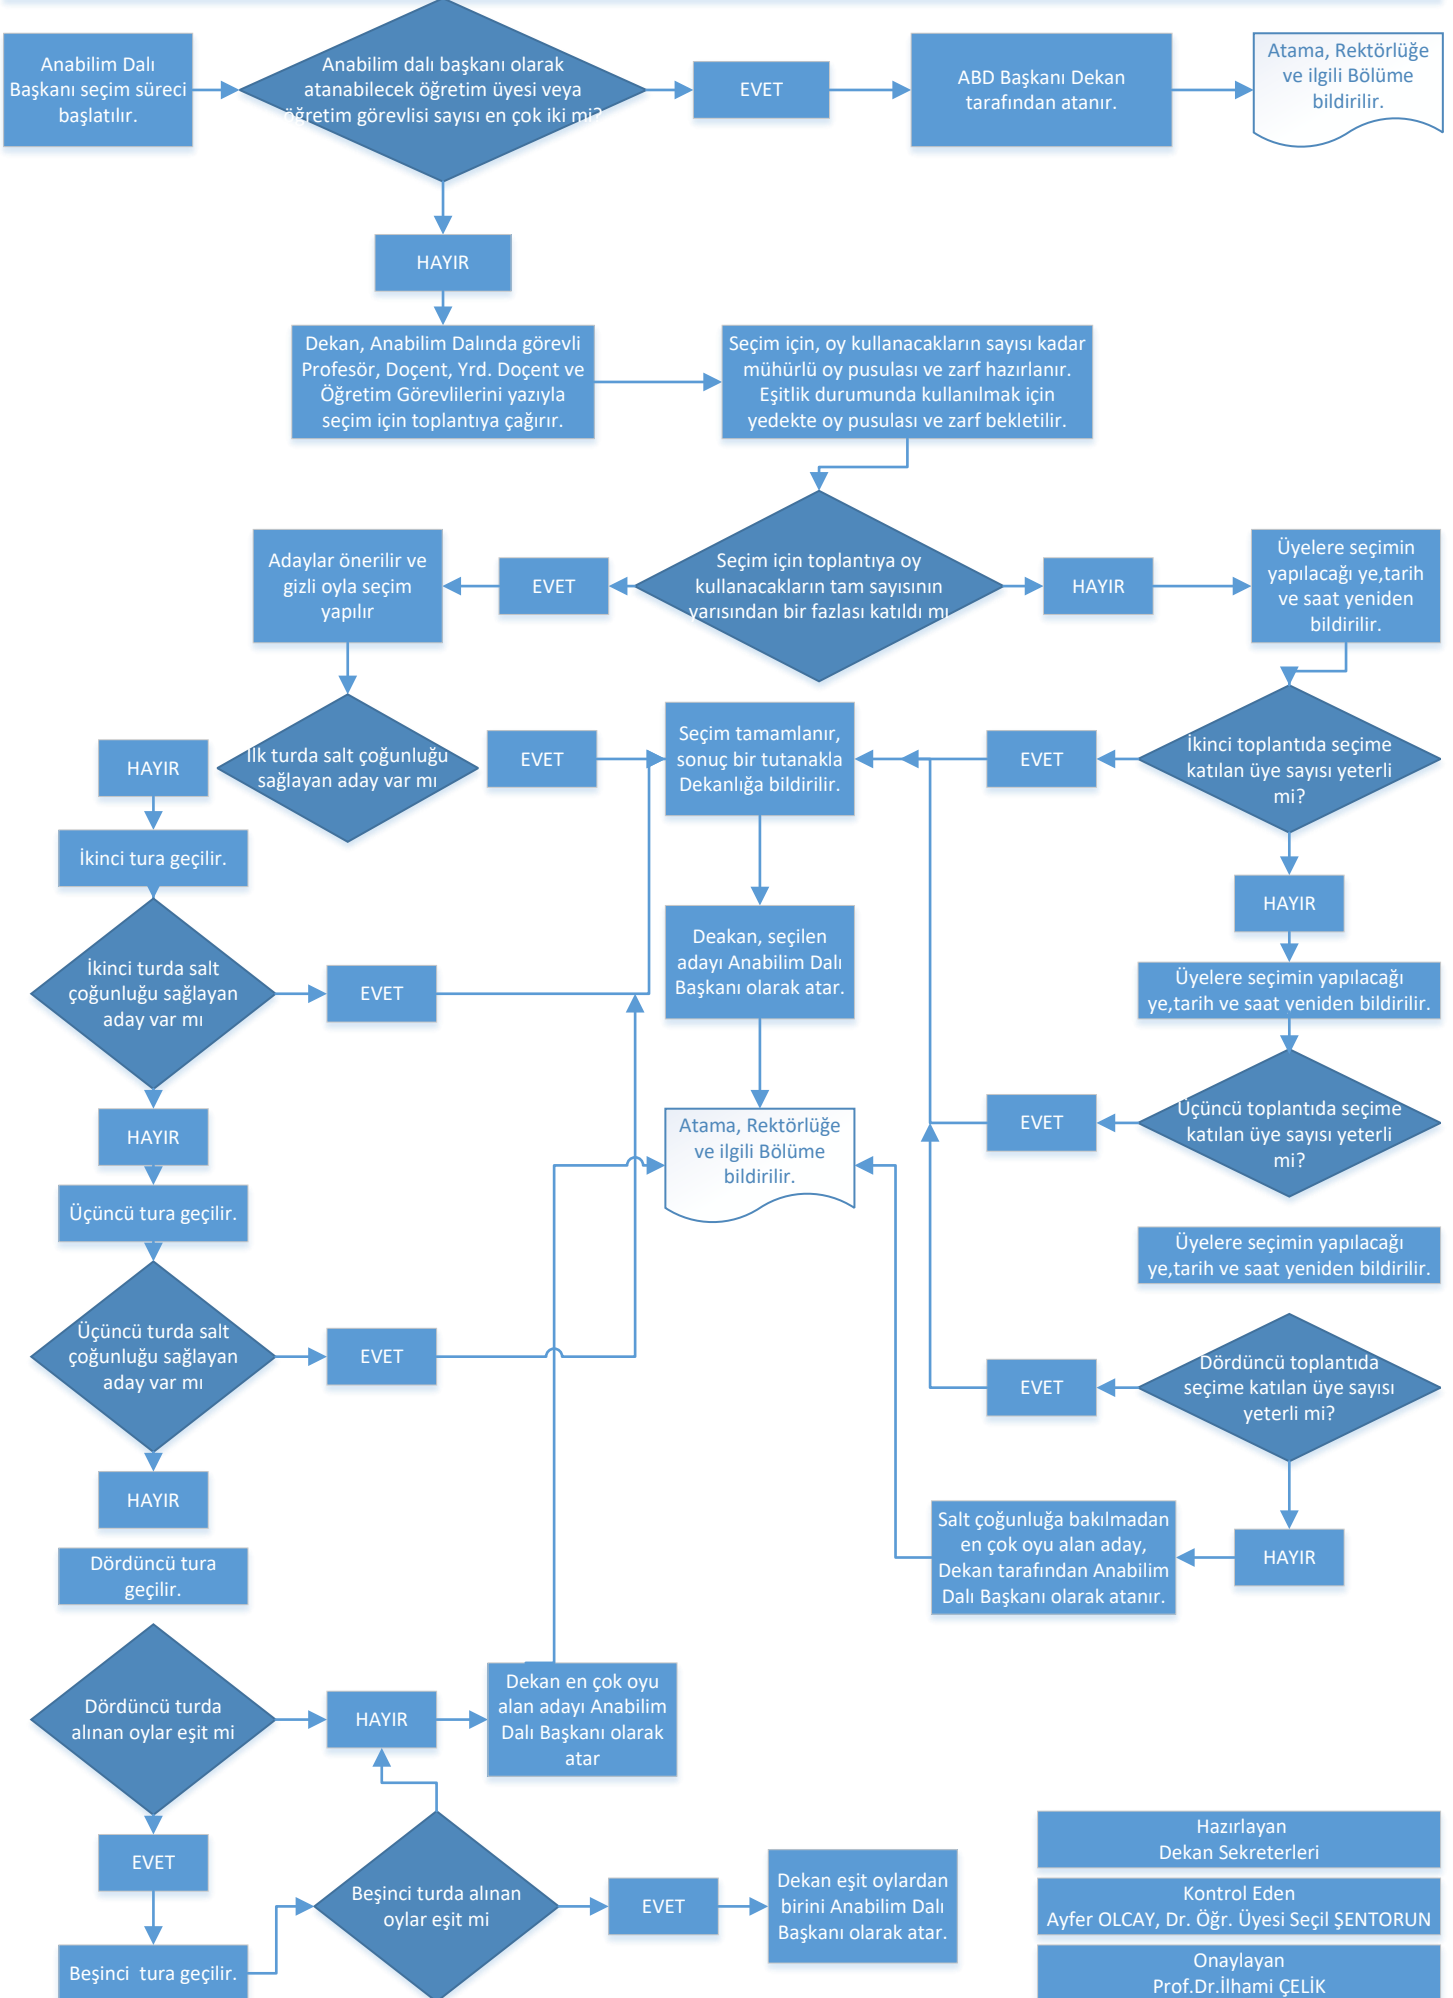 Anabilim Dalı
Başkanı seçim süreci
başlatılır.
Anabilim dalı başkanı olarak
atanabilecek öğretim üyesi veya
öğretim görevlisi sayısı en çok iki mi?
EVET
ABD Başkanı Dekan
tarafından atanır.
Atama, Rektörlüğe
ve ilgili Bölüme
bildirilir.
HAYIR
Dekan, Anabilim Dalında görevli
Profesör, Doçent, Yrd. Doçent ve
Öğretim Görevlilerini yazıyla
seçim için toplantıya çağırır.
Seçim için, oy kullanacakların sayısı kadar
mühürlü oy pusulası ve zarf hazırlanır.
Eşitlik durumunda kullanılmak için
yedekte oy pusulası ve zarf bekletilir.
Adaylar önerilir ve
gizli oyla seçim
yapılır
EVET
Seçim için toplantıya oy
kullanacakların tam sayısının
yarısından bir fazlası katıldı mı
HAYIR
Üyelere seçimin
yapılacağı ye,tarih
ve saat yeniden
bildirilir.
HAYIR
İlk turda salt çoğunluğu
sağlayan aday var mı
EVET
Seçim tamamlanır,
sonuç bir tutanakla
Dekanlığa bildirilir.
EVET
İkinci toplantıda seçime
katılan üye sayısı yeterli
mi?
İkinci tura geçilir.
HAYIR
İkinci turda salt
çoğunluğu sağlayan
aday var mı
EVET
Deakan, seçilen
adayı Anabilim Dalı
Başkanı olarak atar.
Üyelere seçimin yapılacağı
ye,tarih ve saat yeniden bildirilir.
HAYIR
Atama, Rektörlüğe
ve ilgili Bölüme
bildirilir.
EVET
Üçüncü toplantıda seçime
katılan üye sayısı yeterli
mi?
Üçüncü tura geçilir.
Üyelere seçimin yapılacağı
ye,tarih ve saat yeniden bildirilir.
Üçüncü turda salt
çoğunluğu sağlayan
aday var mı
EVET
EVET
Dördüncü toplantıda
seçime katılan üye sayısı
yeterli mi?
HAYIR
Salt çoğunluğa bakılmadan
en çok oyu alan aday,
Dekan tarafından Anabilim
Dalı Başkanı olarak atanır.
HAYIR
Dördüncü tura
geçilir.
Dördüncü turda
alınan oylar eşit mi
HAYIR
Dekan en çok oyu
alan adayı Anabilim
Dalı Başkanı olarak
atar
EVET
Beşinci turda alınan
oylar eşit mi
EVET
Dekan eşit oylardan
birini Anabilim Dalı
Başkanı olarak atar.
Beşinci  tura geçilir.
Hazırlayan
Dekan Sekreterleri
Kontrol Eden
Ayfer OLCAY, Dr. Öğr. Üyesi Seçil ŞENTORUN
Onaylayan
Prof.Dr.İlhami ÇELİK